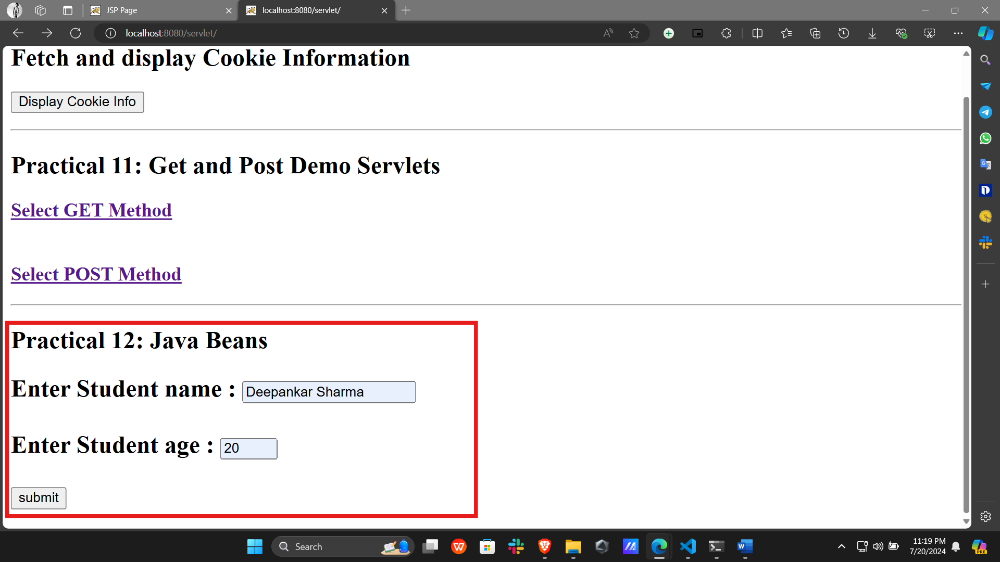 JSP Page
localhost:8080/servlet/
localhost:8080/servlet/
Fetch and display Cookie Information
Display Cookie Info
Practical 11: Get and Post Demo Servlets
Select GET Method
Select POST Method
Practical 12: Java Beans
Enter Student name : Deepankar Sharma
Enter Student age : 20
submit
Search
11:19 PM
7/20/2024
PRE